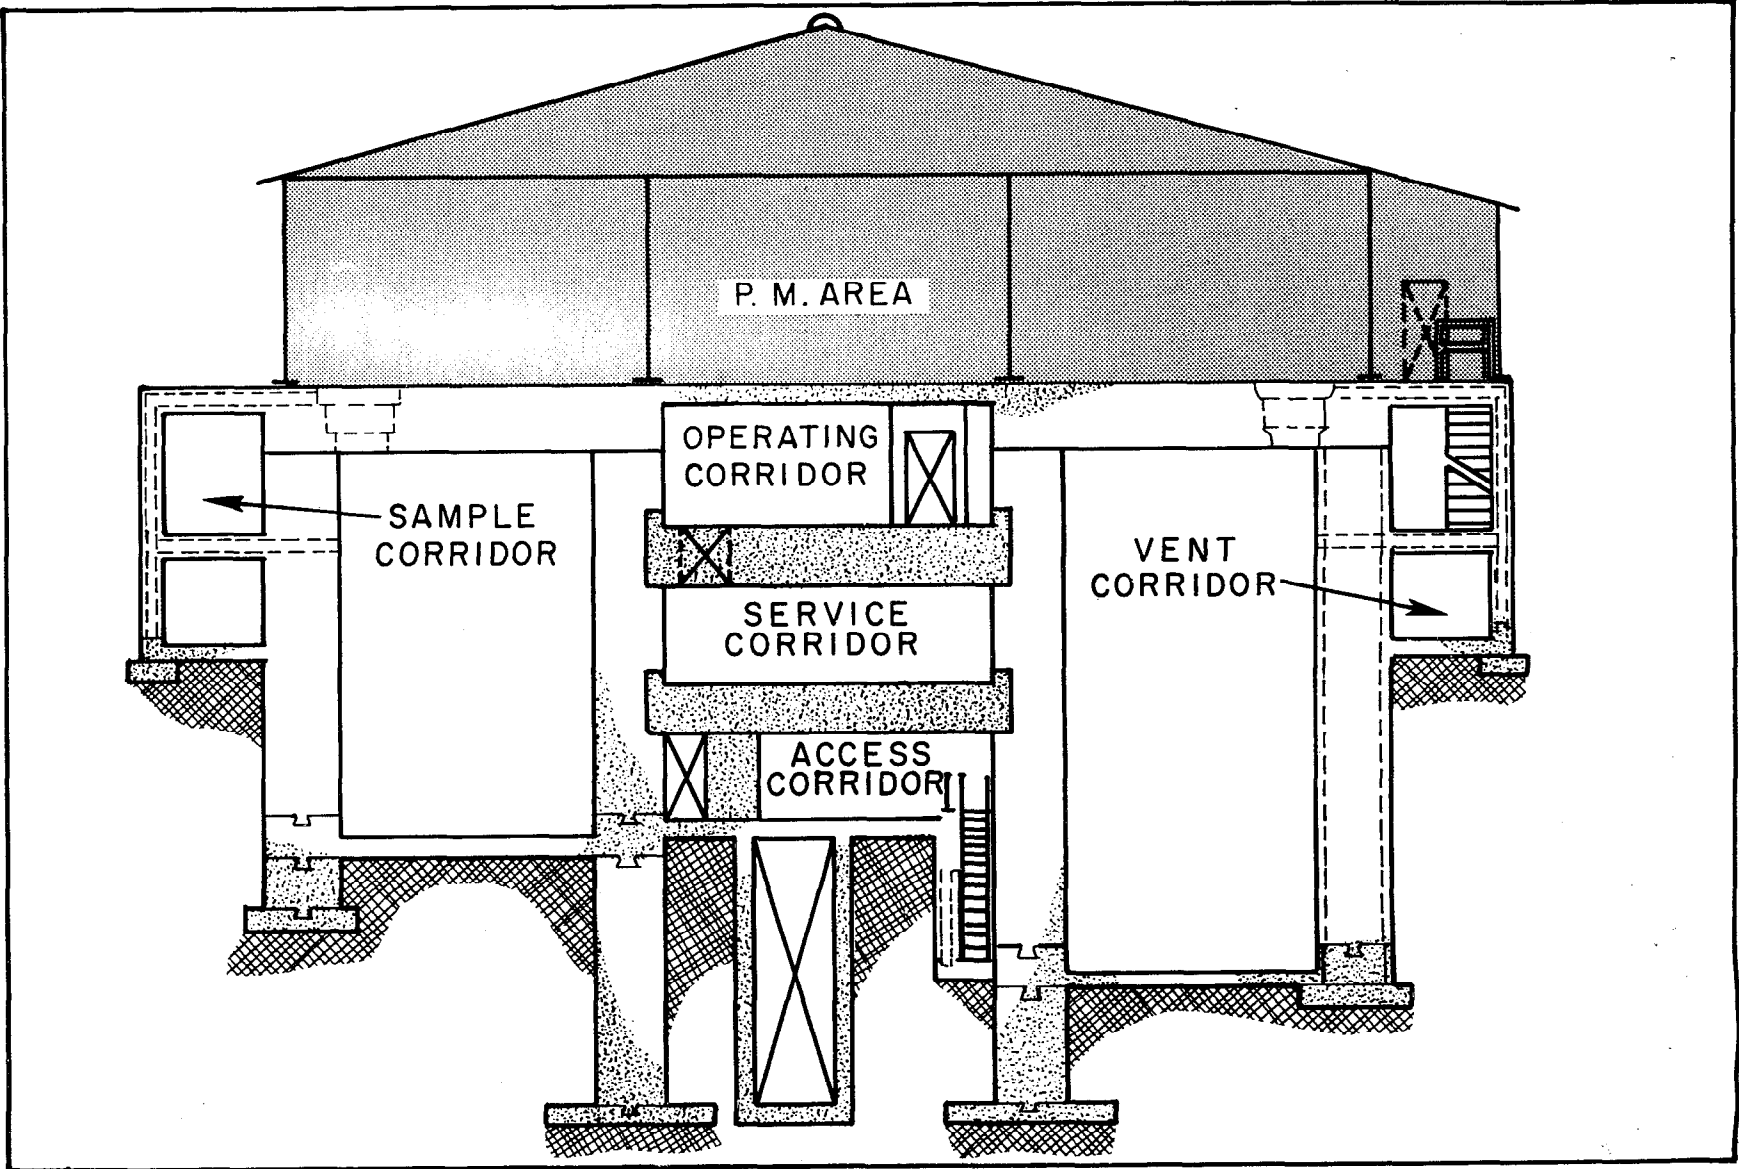 P. M. AREA
OPERATING
CORRIDOR
SAMPLE
CORRIDOR
VENT
CORRIDOR
SERVICE
CORRIDOR
ACCESS
CORRIDOR